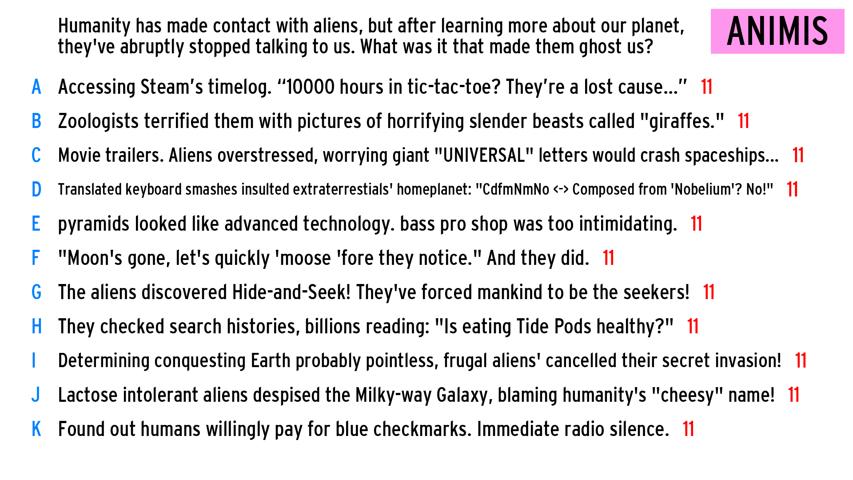 Humanity has made contact with aliens, but after learning more about our planet,
they've abruptly stopped talking to us. What was it that made them ghost us?
ANIMIS
A Accessing Steam’s timelog. “10000 hours in tic-tac-toe? They’re a lost cause...” 11
B Zoologists terrified them with pictures of horrifying slender beasts called "giraffes." 11
C Movie trailers. Aliens overstressed, worrying giant "UNIVERSAL" letters would crash spaceships... 11
D Translated keyboard smashes insulted extraterrestials' homeplanet: "CdfmNmNo <-> Composed from 'Nobelium'? No!" 11
E pyramids looked like advanced technology. bass pro shop was too intimidating. 11
F "Moon's gone, let's quickly 'moose 'fore they notice." And they did. 11
G The aliens discovered Hide-and-Seek! They've forced mankind to be the seekers! 11
H They checked search histories, billions reading: "Is eating Tide Pods healthy?" 11
I Determining conquesting Earth probably pointless, frugal aliens' cancelled their secret invasion! 11
J Lactose intolerant aliens despised the Milky-way Galaxy, blaming humanity's "cheesy" name! 11
K Found out humans willingly pay for blue checkmarks. Immediate radio silence. 11